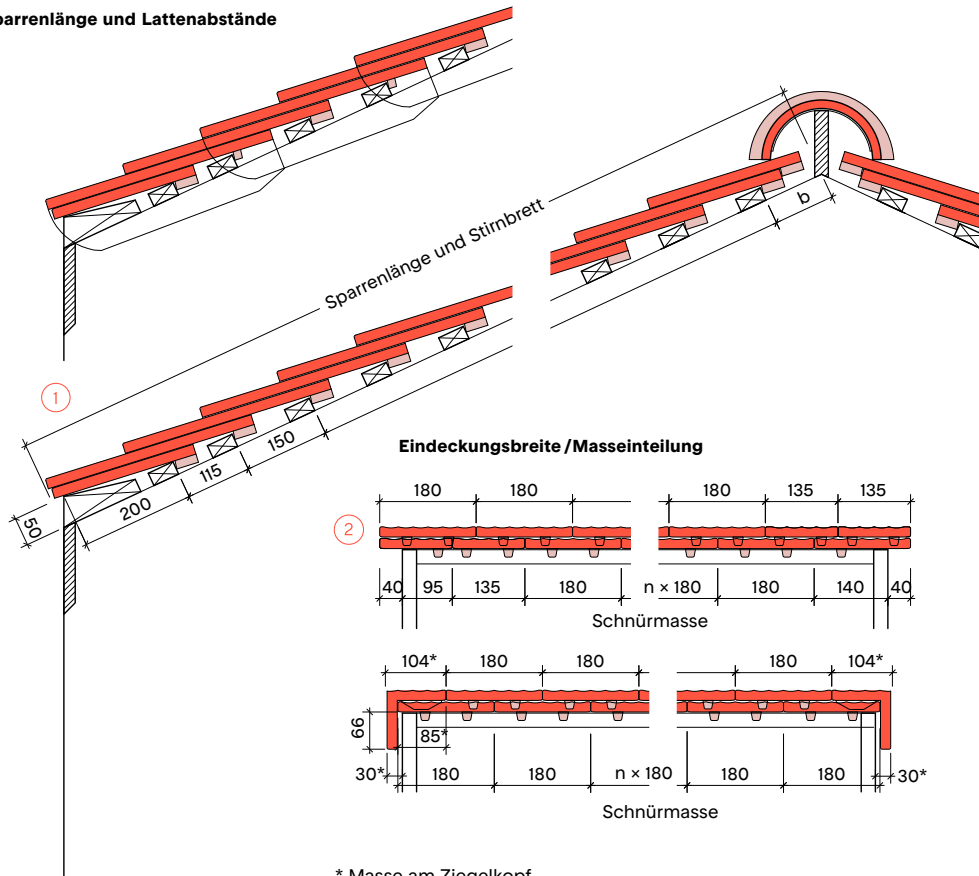 parrenlänge und Lattenabstände
Sparrenlänge und Stirnbrett
b
1
50
200
115
150
Eindeckungsbreite / Masseinteilung
2
180 180 180 135 135
40 95 135 180 n × 180 180 140 40
Schnürmasse
104* 180 180 180 104*
66
85*
30* 180 180 n × 180 180 180 30*
Schnürmasse
* Masse am Ziegelkopf